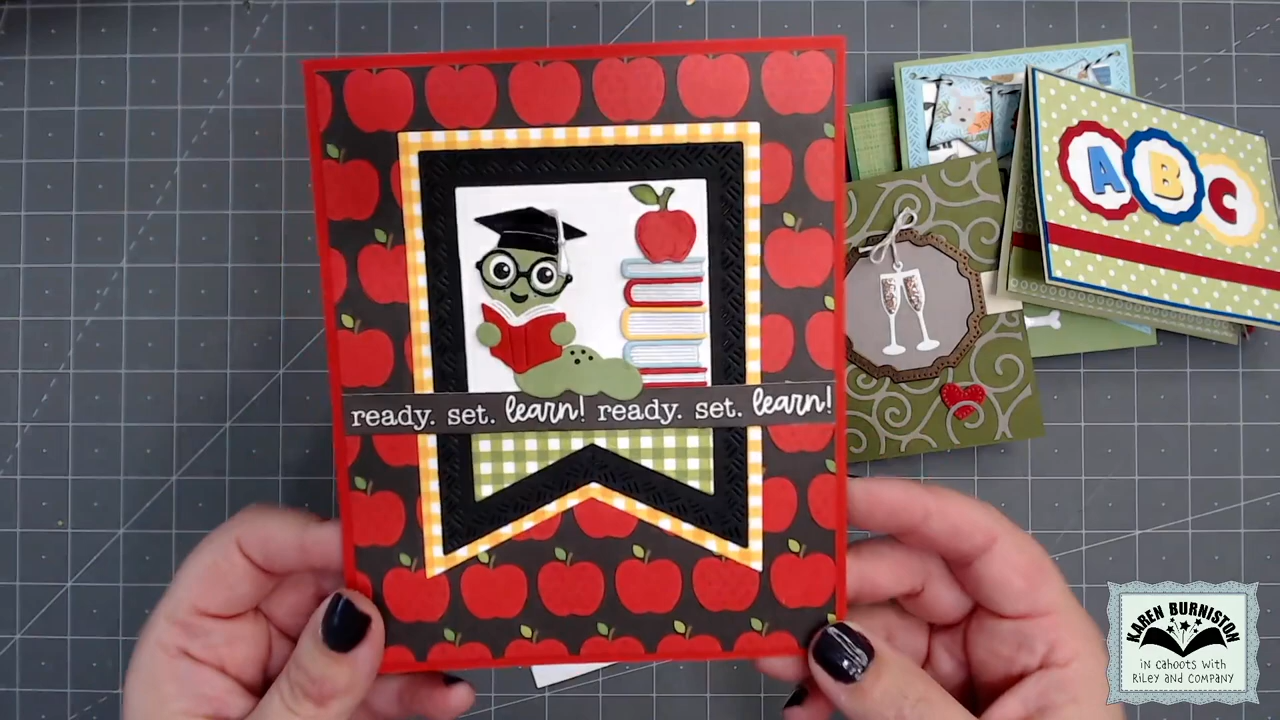 ABC
ready. set. learn! ready. set. learn!
KAREN BURNISTON
in cahoots with
Riley and Company